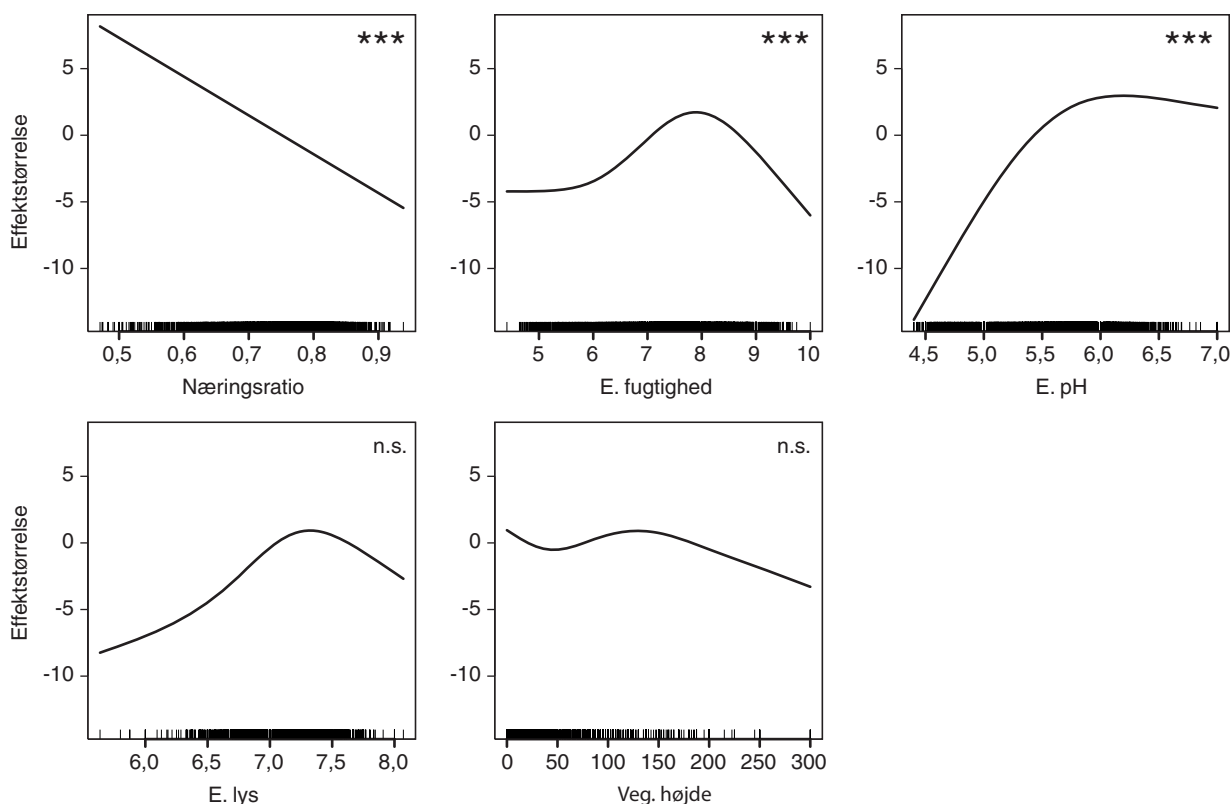 ***
***
***
Effektstørrelse
5
0
-5
-10
0,5 0,6 0,7 0,8 0,9
Næringsratio
5
0
-5
-10
5 6 7 8 9 10
E. fugtighed
5
0
-5
-10
4,5 5,0 5,5 6,0 6,5 7,0
E. pH
n.s.
n.s.
Effektstørrelse
5
0
-5
-10
6,0 6,5 7,0 7,5 8,0
E. lys
5
0
-5
-10
0 50 100 150 200 250 300
Veg. højde